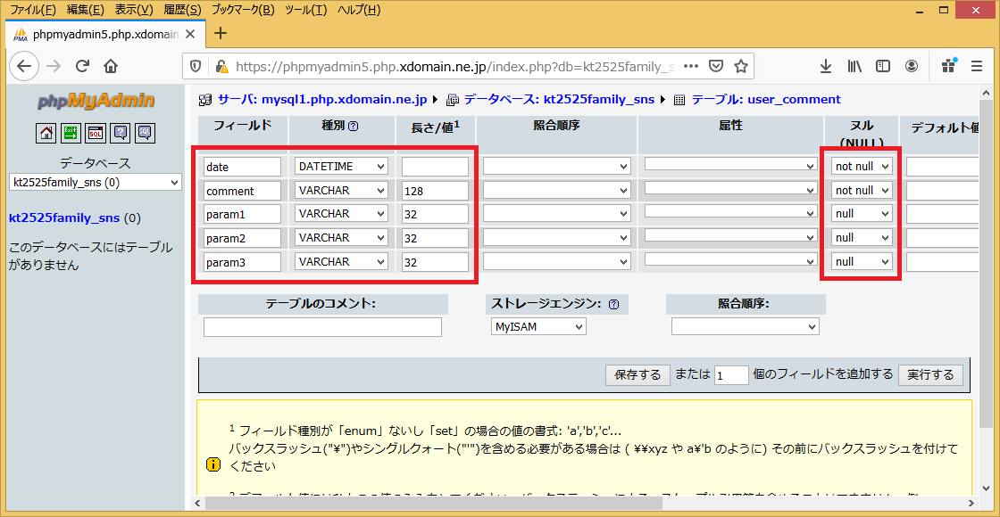 ファイル(F) 編集(E) 表示(V) 履歴(S) ブックマーク(B) ツール(T) ヘルプ(H)
PMA phpmyadmin5.php.xdomain
https://phpmyadmin5.php.xdomain.ne.jp/index.php?db=kt2525family_s
phpMyAdmin
データベース
kt2525family_sns (0)
kt2525family_sns (0)
このデータベースにはテーブル
がありません
サーバ: mysql1.php.xdomain.ne.jp データベース: kt2525family_sns テーブル: user_comment
フィールド 種別 長さ/値1 照合順序 属性 ヌル (NULL) デフォルト値
date DATETIME not null
comment VARCHAR 128 not null
param1 VARCHAR 32 null
param2 VARCHAR 32 null
param3 VARCHAR 32 null
テーブルのコメント: ストレージエンジン: 照合順序:
MyISAM
保存する または 1 個のフィールドを追加する 実行する
1 フィールド種別が「enum」ないし「set」の場合の値の書式: 'a','b','c'...
バックスラッシュ("¥")やシングルクォート("'")を含める必要がある場合は ( ¥¥xyz や a¥'b のように) その前にバックスラッシュを付けて
ください